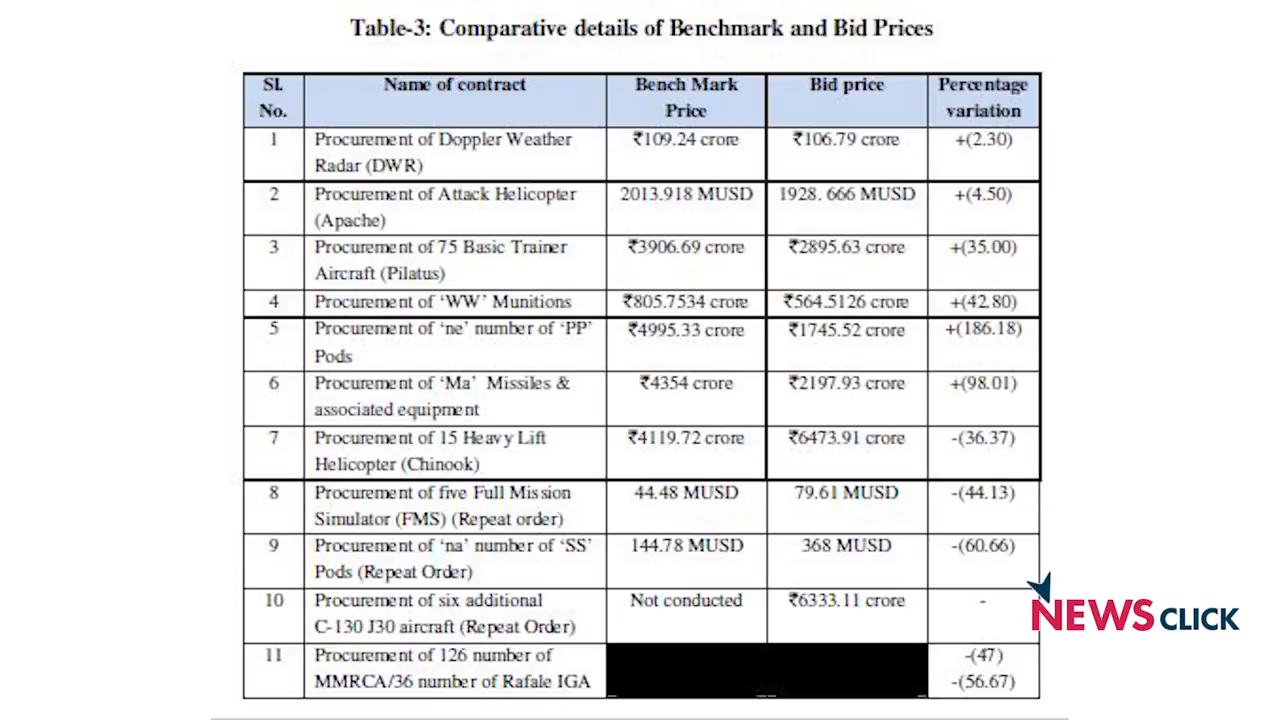 Table-3: Comparative details of Benchmark and Bid Prices
Sl. No. Name of contract Bench Mark Price Bid price Percentage variation
1 Procurement of Doppler Weather Radar (DWR) ₹109.24 crore ₹106.79 crore +(2.30)
2 Procurement of Attack Helicopter (Apache) 2013.918 MUSD 1928. 666 MUSD +(4.50)
3 Procurement of 75 Basic Trainer Aircraft (Pilatus) ₹3906.69 crore ₹2895.63 crore +(35.00)
4 Procurement of ‘WW’ Munitions ₹805.7534 crore ₹564.5126 crore +(42.80)
5 Procurement of ‘ne’ number of ‘PP’ Pods ₹4995.33 crore ₹1745.52 crore +(186.18)
6 Procurement of ‘Ma’ Missiles & associated equipment ₹4354 crore ₹2197.93 crore +(98.01)
7 Procurement of 15 Heavy Lift Helicopter (Chinook) ₹4119.72 crore ₹6473.91 crore -(36.37)
8 Procurement of five Full Mission Simulator (FMS) (Repeat order) 44.48 MUSD 79.61 MUSD -(44.13)
9 Procurement of ‘na’ number of ‘SS’ Pods (Repeat Order) 144.78 MUSD 368 MUSD -(60.66)
10 Procurement of six additional C-130 J30 aircraft (Repeat Order) Not conducted ₹6333.11 crore -
11 Procurement of 126 number of MMRCA/36 number of Rafale IGA -(47) -(56.67)
NEWSCLICK